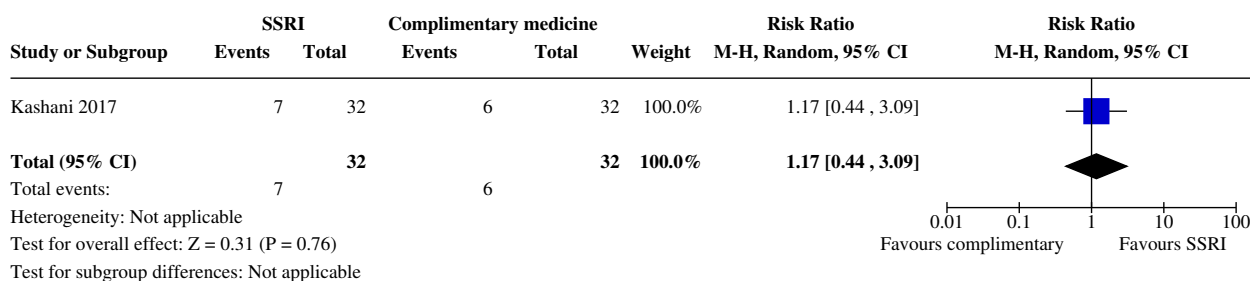 SSRI Complimentary medicine Risk Ratio Risk Ratio
Study or Subgroup Events Total Events Total Weight M-H, Random, 95% CI M-H, Random, 95% CI
Kashani 2017 7 32 6 32 100.0% 1.17 [0.44 , 3.09]
Total (95% CI) 32 32 100.0% 1.17 [0.44 , 3.09]
Total events: 7 6
Heterogeneity: Not applicable
0.01 0.1 1 10 100
Test for overall effect: Z = 0.31 (P = 0.76)
Favours complimentary Favours SSRI
Test for subgroup differences: Not applicable